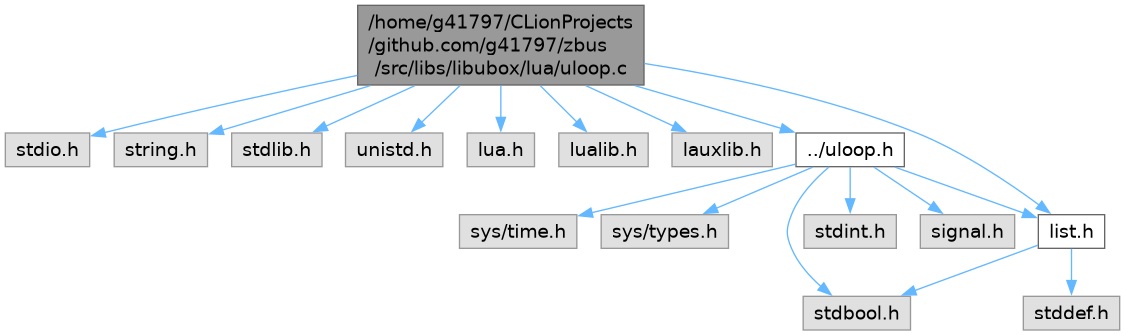 /home/g41797/CLionProjects
/github.com/g41797/zbus
/src/libs/libubox/lua/uloop.c
stdio.h
string.h
stdlib.h
unistd.h
lua.h
lualib.h
lauxlib.h
../uloop.h
sys/time.h
sys/types.h
stdint.h
signal.h
list.h
stdbool.h
stddef.h